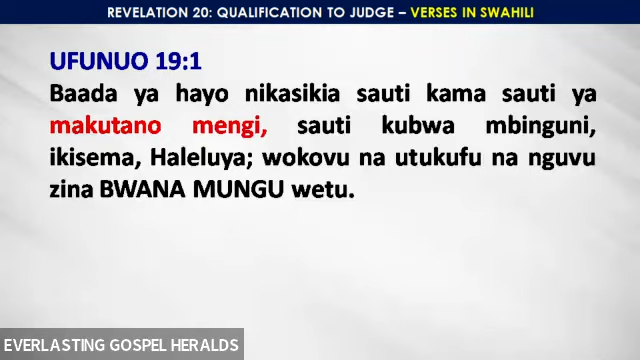 REVELATION 20: QUALIFICATION TO JUDGE – VERSES IN SWAHILI
UFUNUO 19:1
Baada ya hayo nikasikia sauti kama sauti ya
makutano mengi, sauti kubwa mbinguni,
ikisema, Haleluya; wokovu na utukufu na nguvu
zina BWANA MUNGU wetu.
EVERLASTING GOSPEL HERALDS